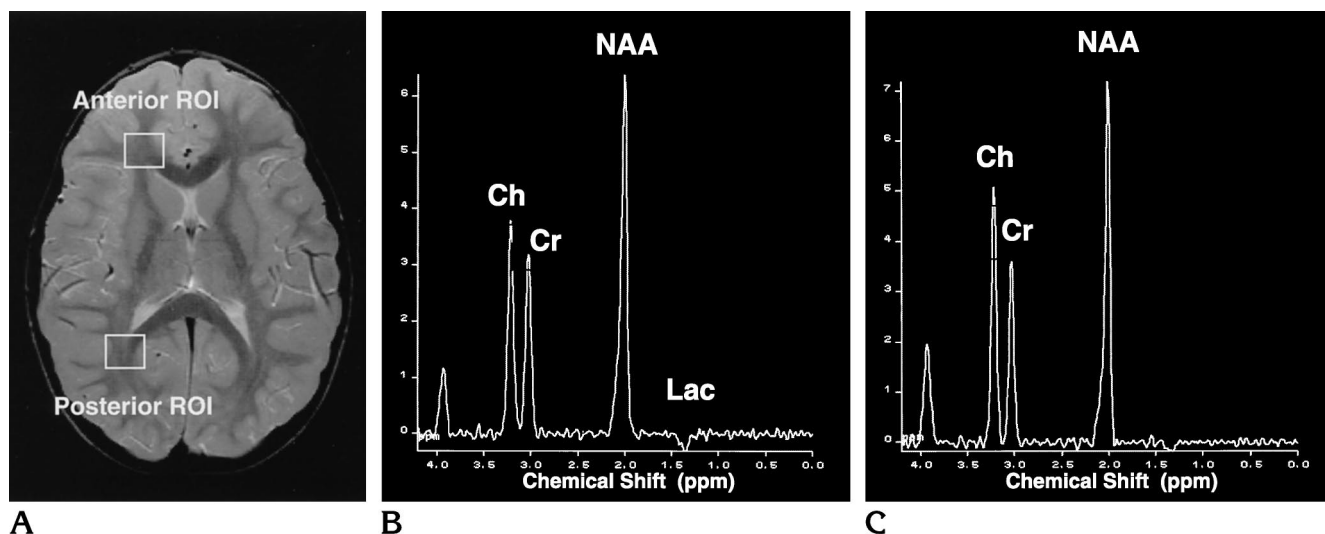 Anterior ROI
Posterior ROI
A
NAA
Ch
Cr
Lac
6
5
4
3
2
1
0
ppm
4.0 3.5 3.0 2.5 2.0 1.5 1.0 0.5 0.0
Chemical Shift (ppm)
B
NAA
Ch
Cr
7
6
5
4
3
2
1
0
ppm
4.0 3.5 3.0 2.5 2.0 1.5 1.0 0.5 0.0
Chemical Shift (ppm)
C